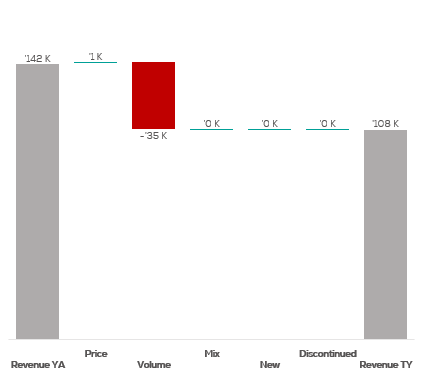 '142 K
'1 K
-'35 K
'0 K
'0 K
'0 K
'108 K
Revenue YA
Price
Volume
Mix
New
Discontinued
Revenue TY